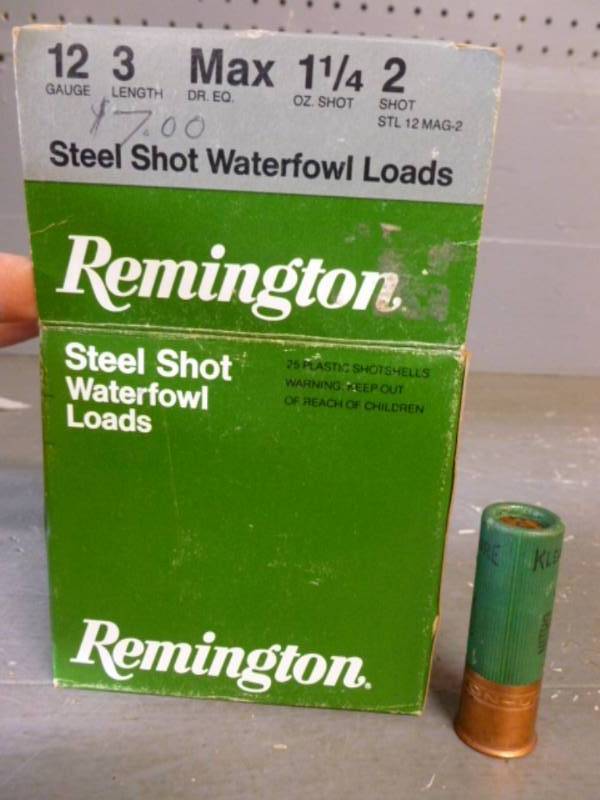 12 3 Max 1 1/4 2
GAUGE LENGTH DR. EQ. OZ. SHOT SHOT
STL 12 MAG-2
$7.00
Steel Shot Waterfowl Loads
Remington
Steel Shot
Waterfowl
Loads
25 PLASTIC SHOTSHELLS
WARNING: KEEP OUT
OF REACH OF CHILDREN
Remington.